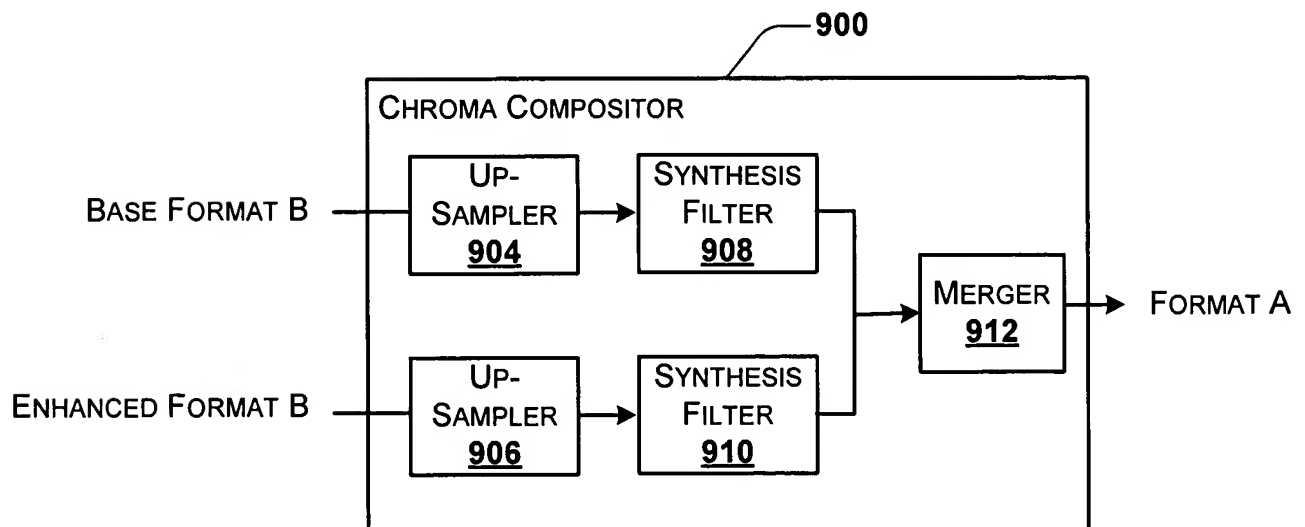 900
CHROMA COMPOSITOR
BASE FORMAT B
UP-
SAMPLER
904
SYNTHESIS
FILTER
908
MERGER
912
FORMAT A
ENHANCED FORMAT B
UP-
SAMPLER
906
SYNTHESIS
FILTER
910